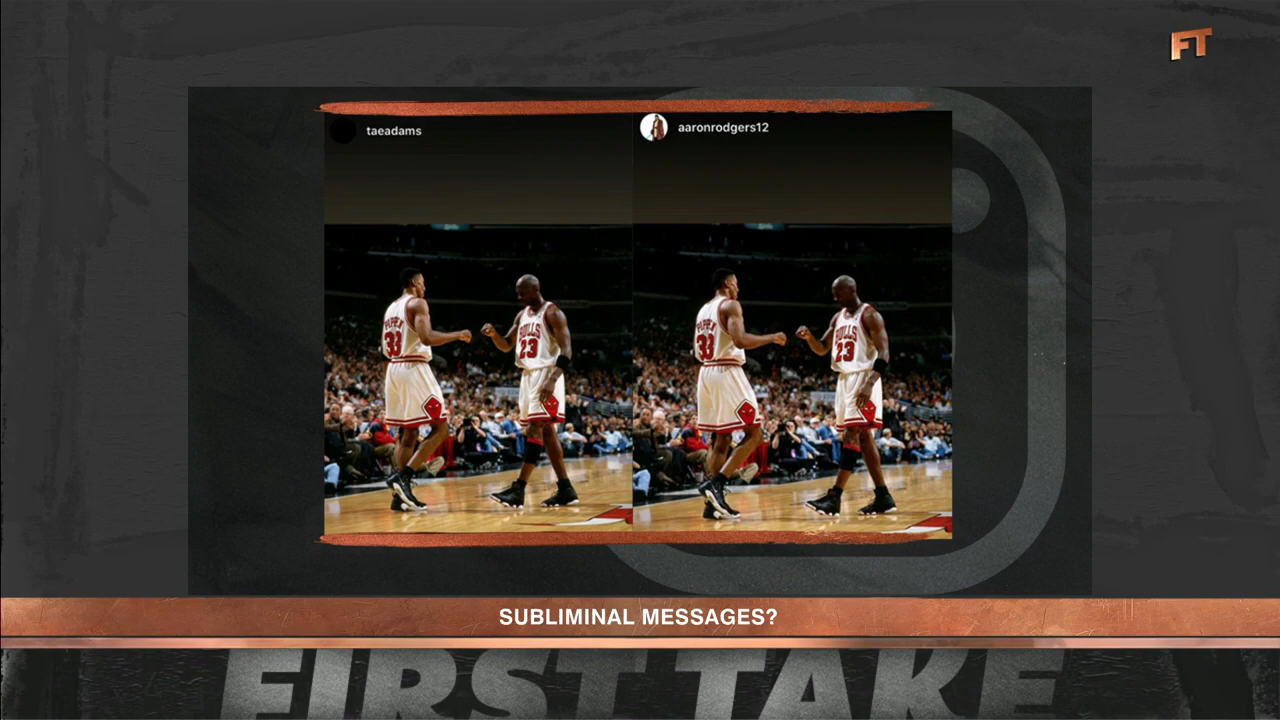 FT
taeadams
aaronrodgers12
PIPPEN
33
BULLS
23
PIPPEN
33
BULLS
23
SUBLIMINAL MESSAGES?
FIRST TAKE